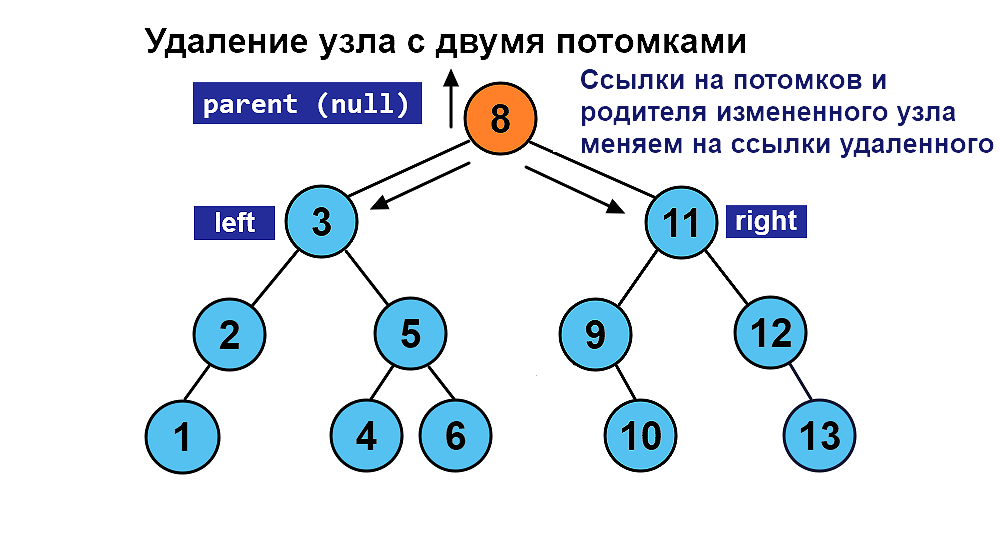 Удаление узла с двумя потомками
parent (null)
8
Ссылки на потомков и
родителя измененного узла
меняем на ссылки удаленного
left
3
11
right
2
5
9
12
1
4
6
10
13